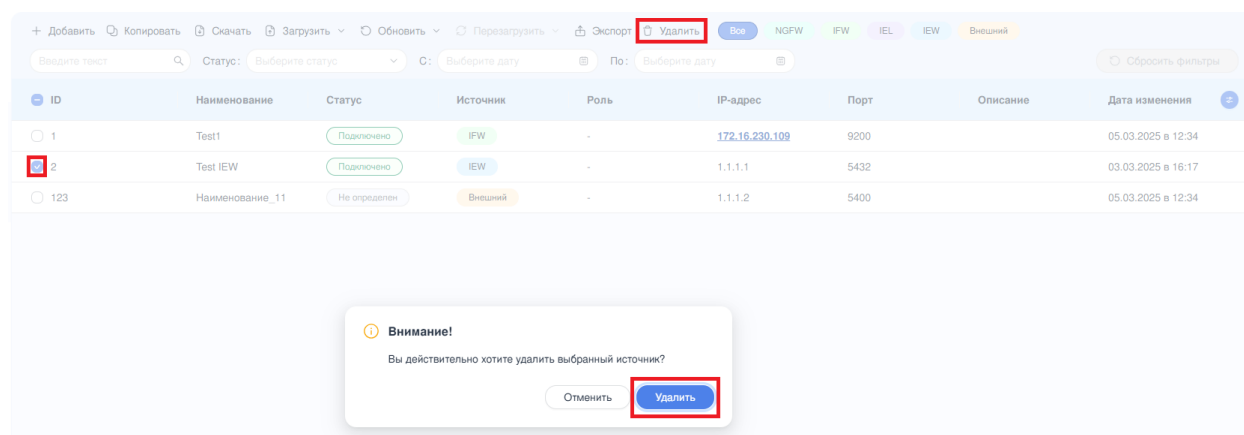 Добавить Копировать Скачать Загрузить Обновить Перезагрузить Экспорт Удалить Все NGFW IFW IEL IEW Внешний
Введите текст Статус: Выберите статус С: Выберите дату По: Выберите дату Сбросить фильтры
ID Наименование Статус Источник Роль IP-адрес Порт Описание Дата изменения
1 Test1 Подключено IFW - 172.16.230.109 9200 05.03.2025 в 12:34
2 Test IEW Подключено IEW - 1.1.1.1 5432 03.03.2025 в 16:17
123 Наименование_11 Не определен Внешний - 1.1.1.2 5400 05.03.2025 в 12:34
Внимание!
Вы действительно хотите удалить выбранный источник?
Отменить Удалить